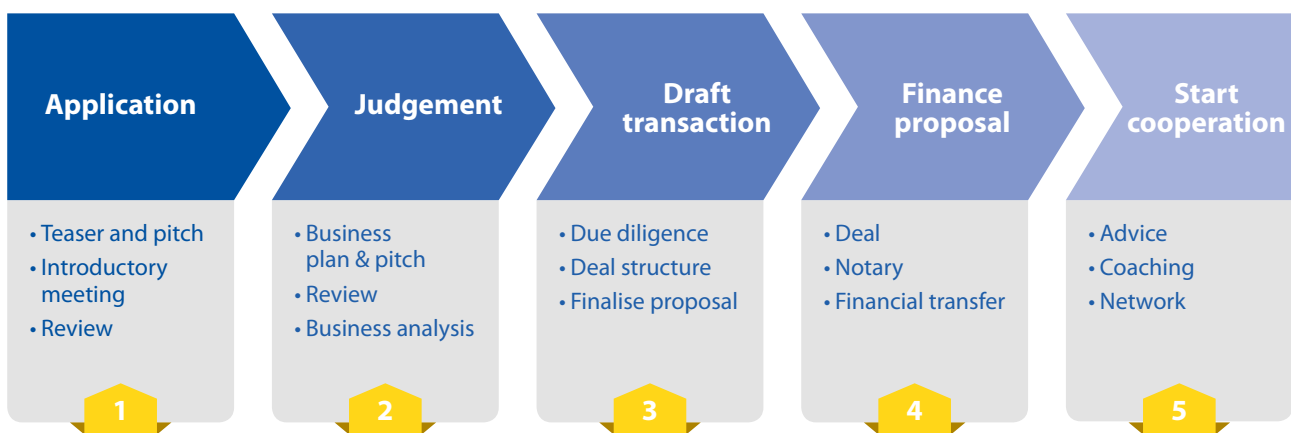 Application
• Teaser and pitch
• Introductory
meeting
• Review
1
Judgement
• Business
plan & pitch
• Review
• Business analysis
2
Draft
transaction
• Due diligence
• Deal structure
• Finalise proposal
3
Finance
proposal
• Deal
• Notary
• Financial transfer
4
Start
cooperation
• Advice
• Coaching
• Network
5